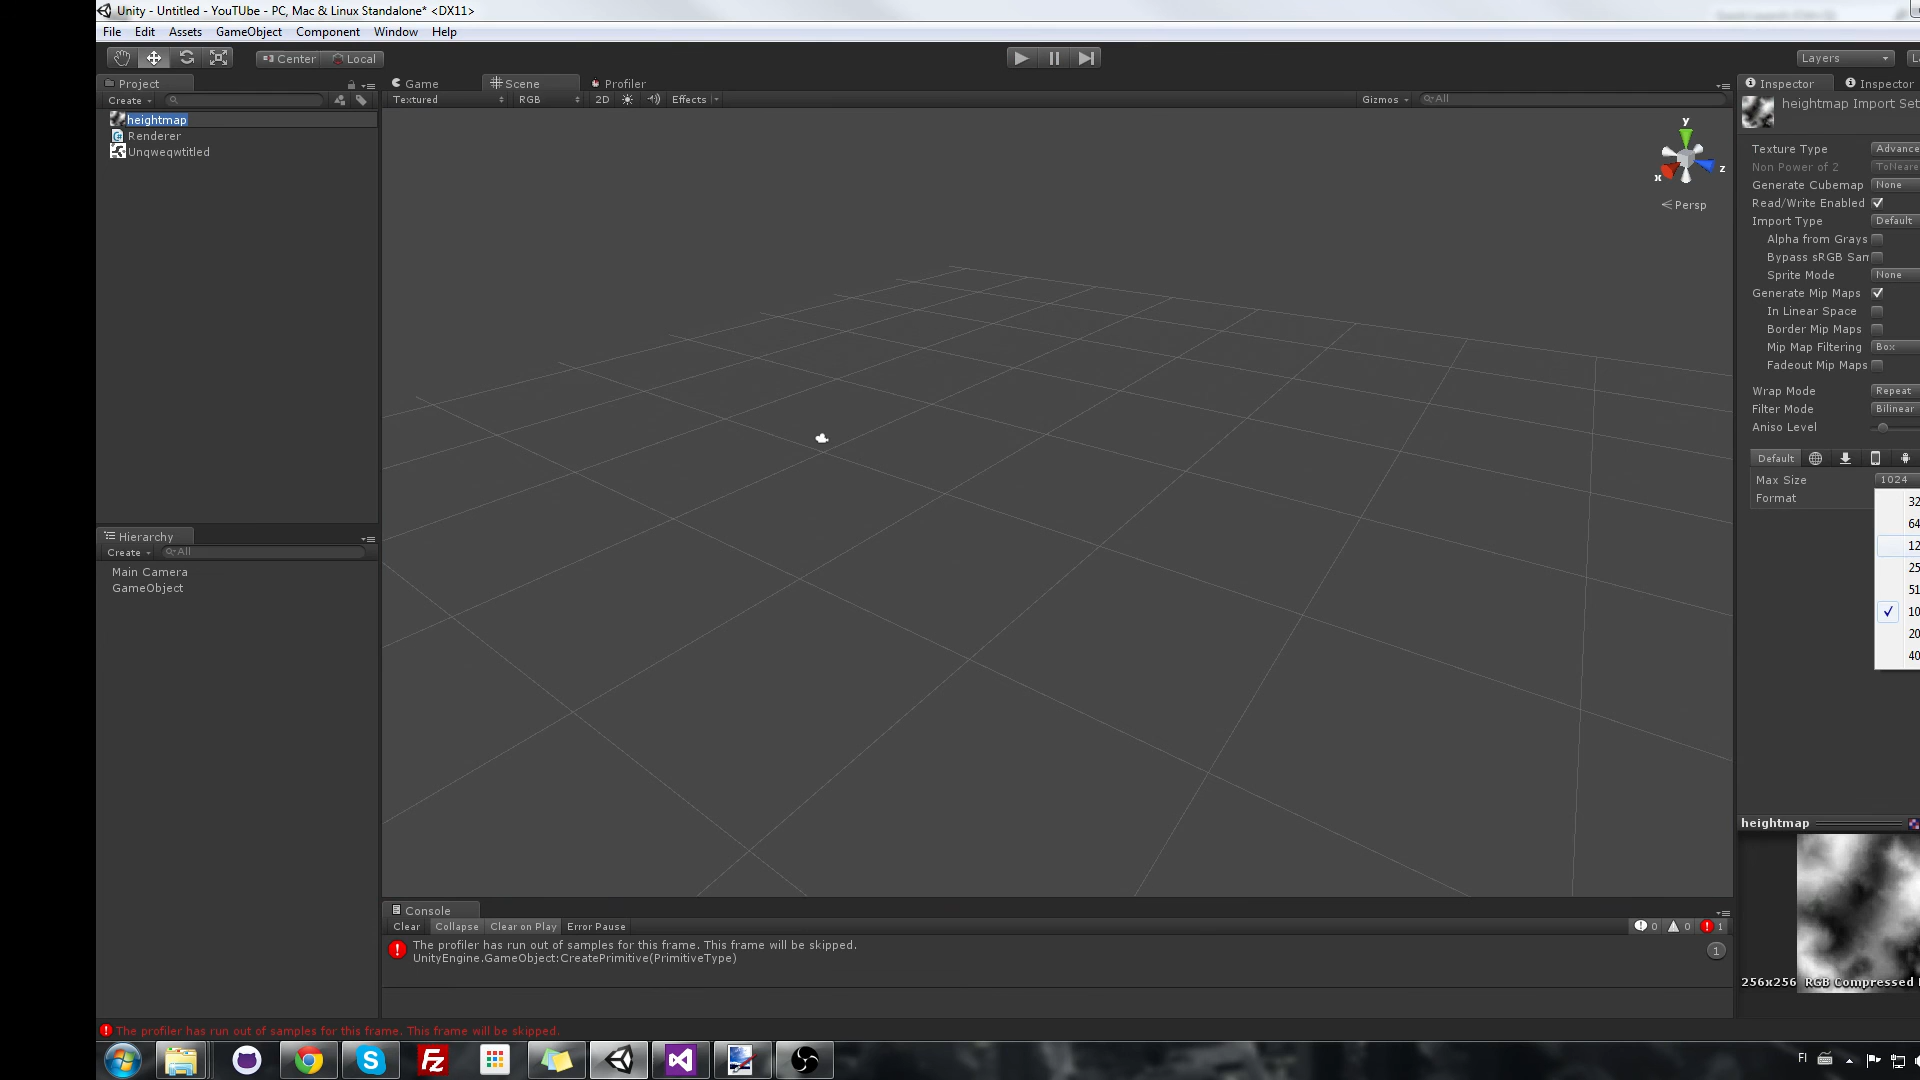 Unity - Untitled - YouTUbe - PC, Mac & Linux Standalone* <DX11>
File Edit Assets GameObject Component Window Help
Center Local
Layers
Project
Create
heightmap
Renderer
Unqweqwtitled
Hierarchy
Create All
Main Camera
GameObject
Game Scene Profiler
Textured RGB 2D Effects Gizmos All
y
x
z
Persp
Console
Clear Collapse Clear on Play Error Pause 0 0 1
The profiler has run out of samples for this frame. This frame will be skipped.
UnityEngine.GameObject:CreatePrimitive(PrimitiveType)
1
Inspector Inspector
heightmap Import Set
Texture Type Advance
Non Power of 2 ToNeare
Generate Cubemap None
Read/Write Enabled
Import Type Default
Alpha from Grays
Bypass sRGB Sam
Sprite Mode None
Generate Mip Maps
In Linear Space
Border Mip Maps
Mip Map Filtering Box
Fadeout Mip Maps
Wrap Mode Repeat
Filter Mode Bilinear
Aniso Level
Default
Max Size 1024
Format
32
64
12
25
51
10
20
40
heightmap
256x256 RGB Compressed
The profiler has run out of samples for this frame. This frame will be skipped.
FI